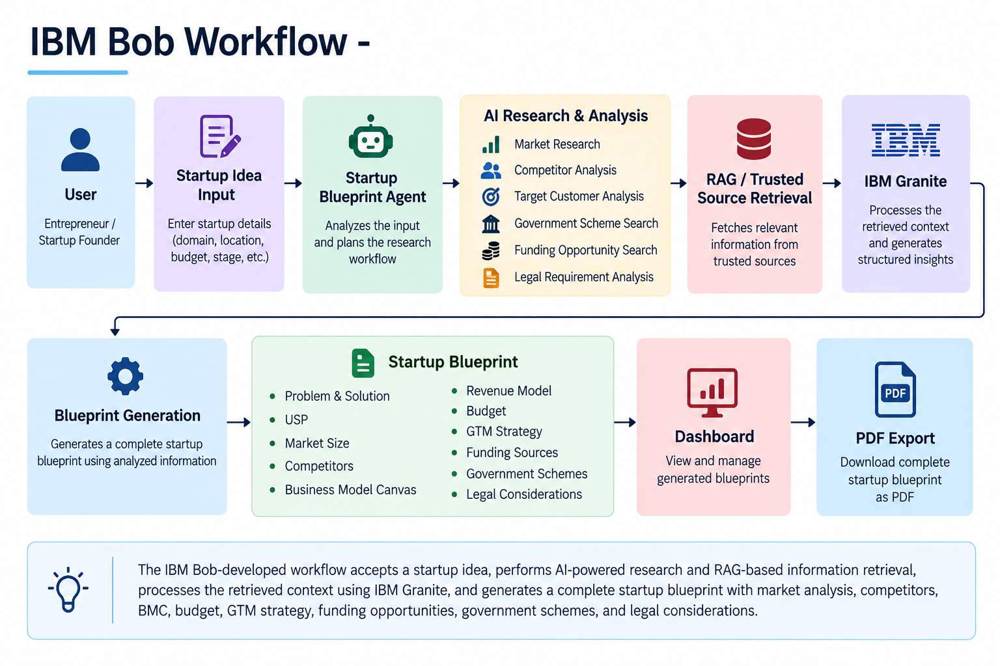 IBM Bob Workflow -
User
Entrepreneur /
Startup Founder
Startup Idea
Input
Enter startup details
(domain, location,
budget, stage, etc.)
Startup
Blueprint Agent
Analyzes the input
and plans the research
workflow
AI Research & Analysis
Market Research
Competitor Analysis
Target Customer Analysis
Government Scheme Search
Funding Opportunity Search
Legal Requirement Analysis
RAG / Trusted
Source Retrieval
Fetches relevant
information from
trusted sources
IBM
IBM Granite
Processes the
retrieved context
and generates
structured insights
Blueprint Generation
Generates a complete startup
blueprint using analyzed information
Startup Blueprint
• Problem & Solution
• USP
• Market Size
• Competitors
• Business Model Canvas
• Revenue Model
• Budget
• GTM Strategy
• Funding Sources
• Government Schemes
• Legal Considerations
Dashboard
View and manage
generated blueprints
PDF
PDF Export
Download complete
startup blueprint
as PDF
The IBM Bob-developed workflow accepts a startup idea, performs AI-powered research and RAG-based information retrieval,
processes the retrieved context using IBM Granite, and generates a complete startup blueprint with market analysis, competitors,
BMC, budget, GTM strategy, funding opportunities, government schemes, and legal considerations.